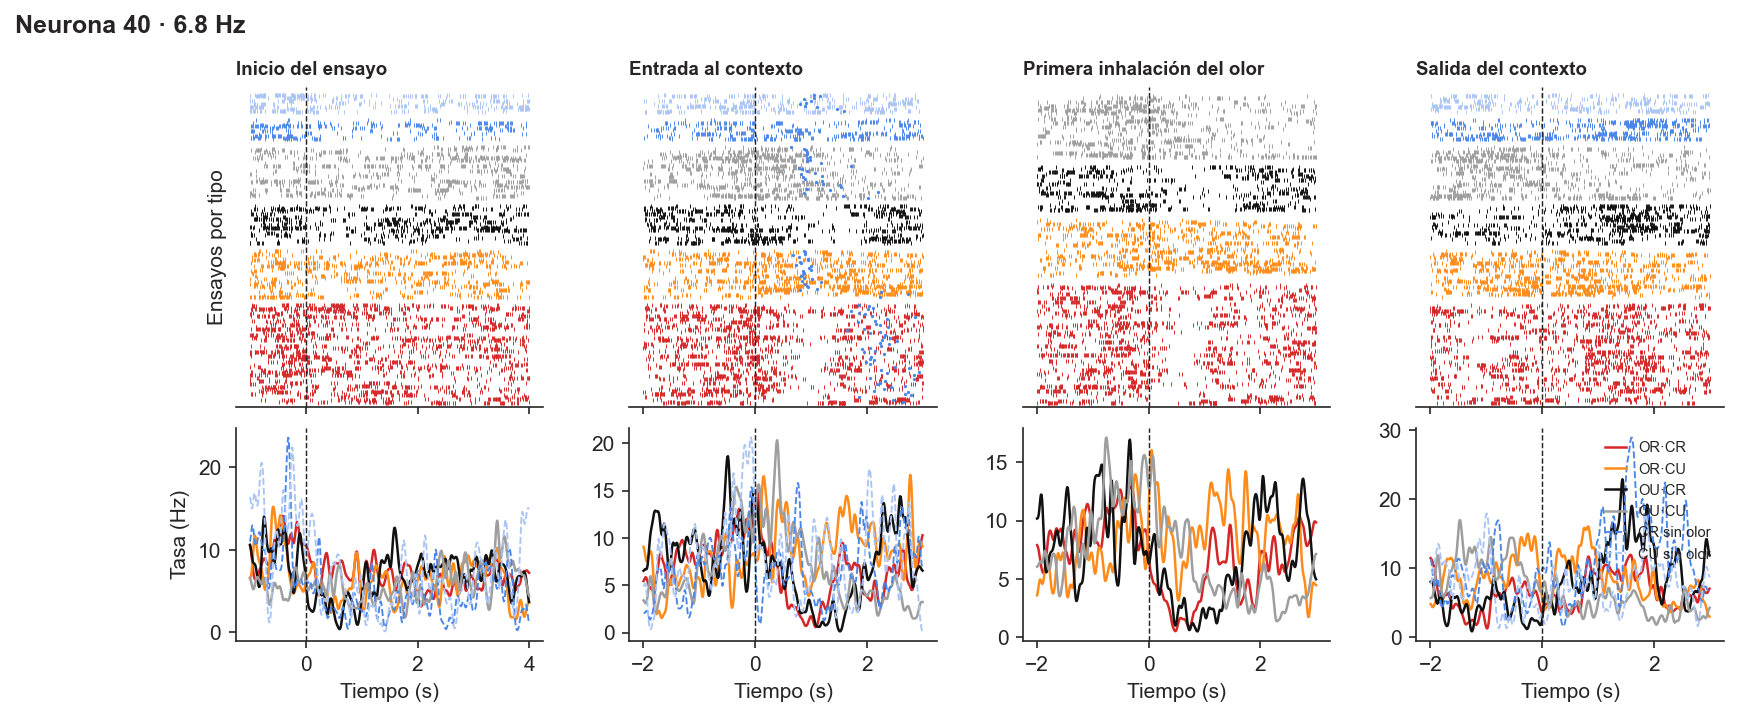 Neurona 40 · 6.8 Hz
Inicio del ensayo
Entrada al contexto
Primera inhalación del olor
Salida del contexto
Ensayos por tipo
Tasa (Hz)
20
10
0
0
2
4
Tiempo (s)
20
15
10
5
0
−2
0
2
Tiempo (s)
15
10
5
0
−2
0
2
Tiempo (s)
30
20
10
0
−2
0
2
Tiempo (s)
OR·CR
OR·CU
OU·CR
OU·CU
CR sin olor
CU sin olor